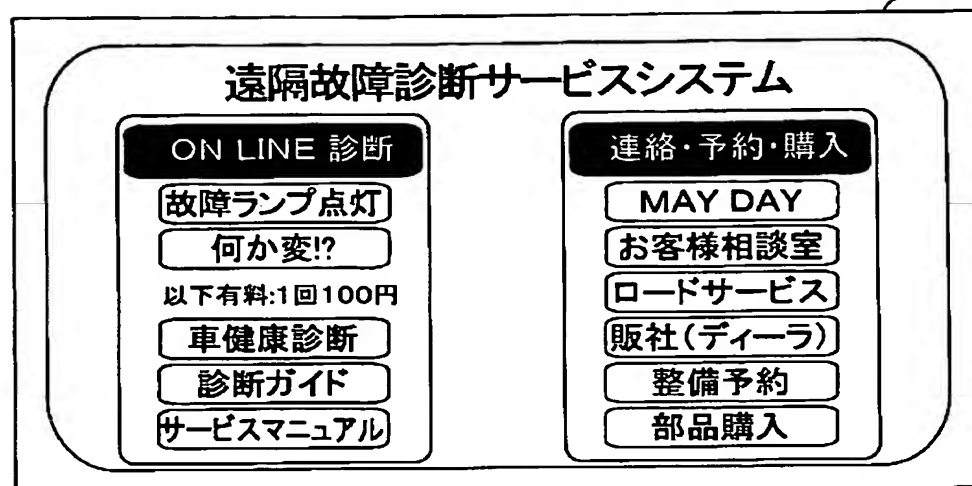 遠隔故障診断サービスシステム
ON LINE 診断
故障ランプ点灯
何か変!?
以下有料:1回100円
車健康診断
診断ガイド
サービスマニュアル
連絡・予約・購入
MAY DAY
お客様相談室
ロードサービス
販社(ディーラ)
整備予約
部品購入